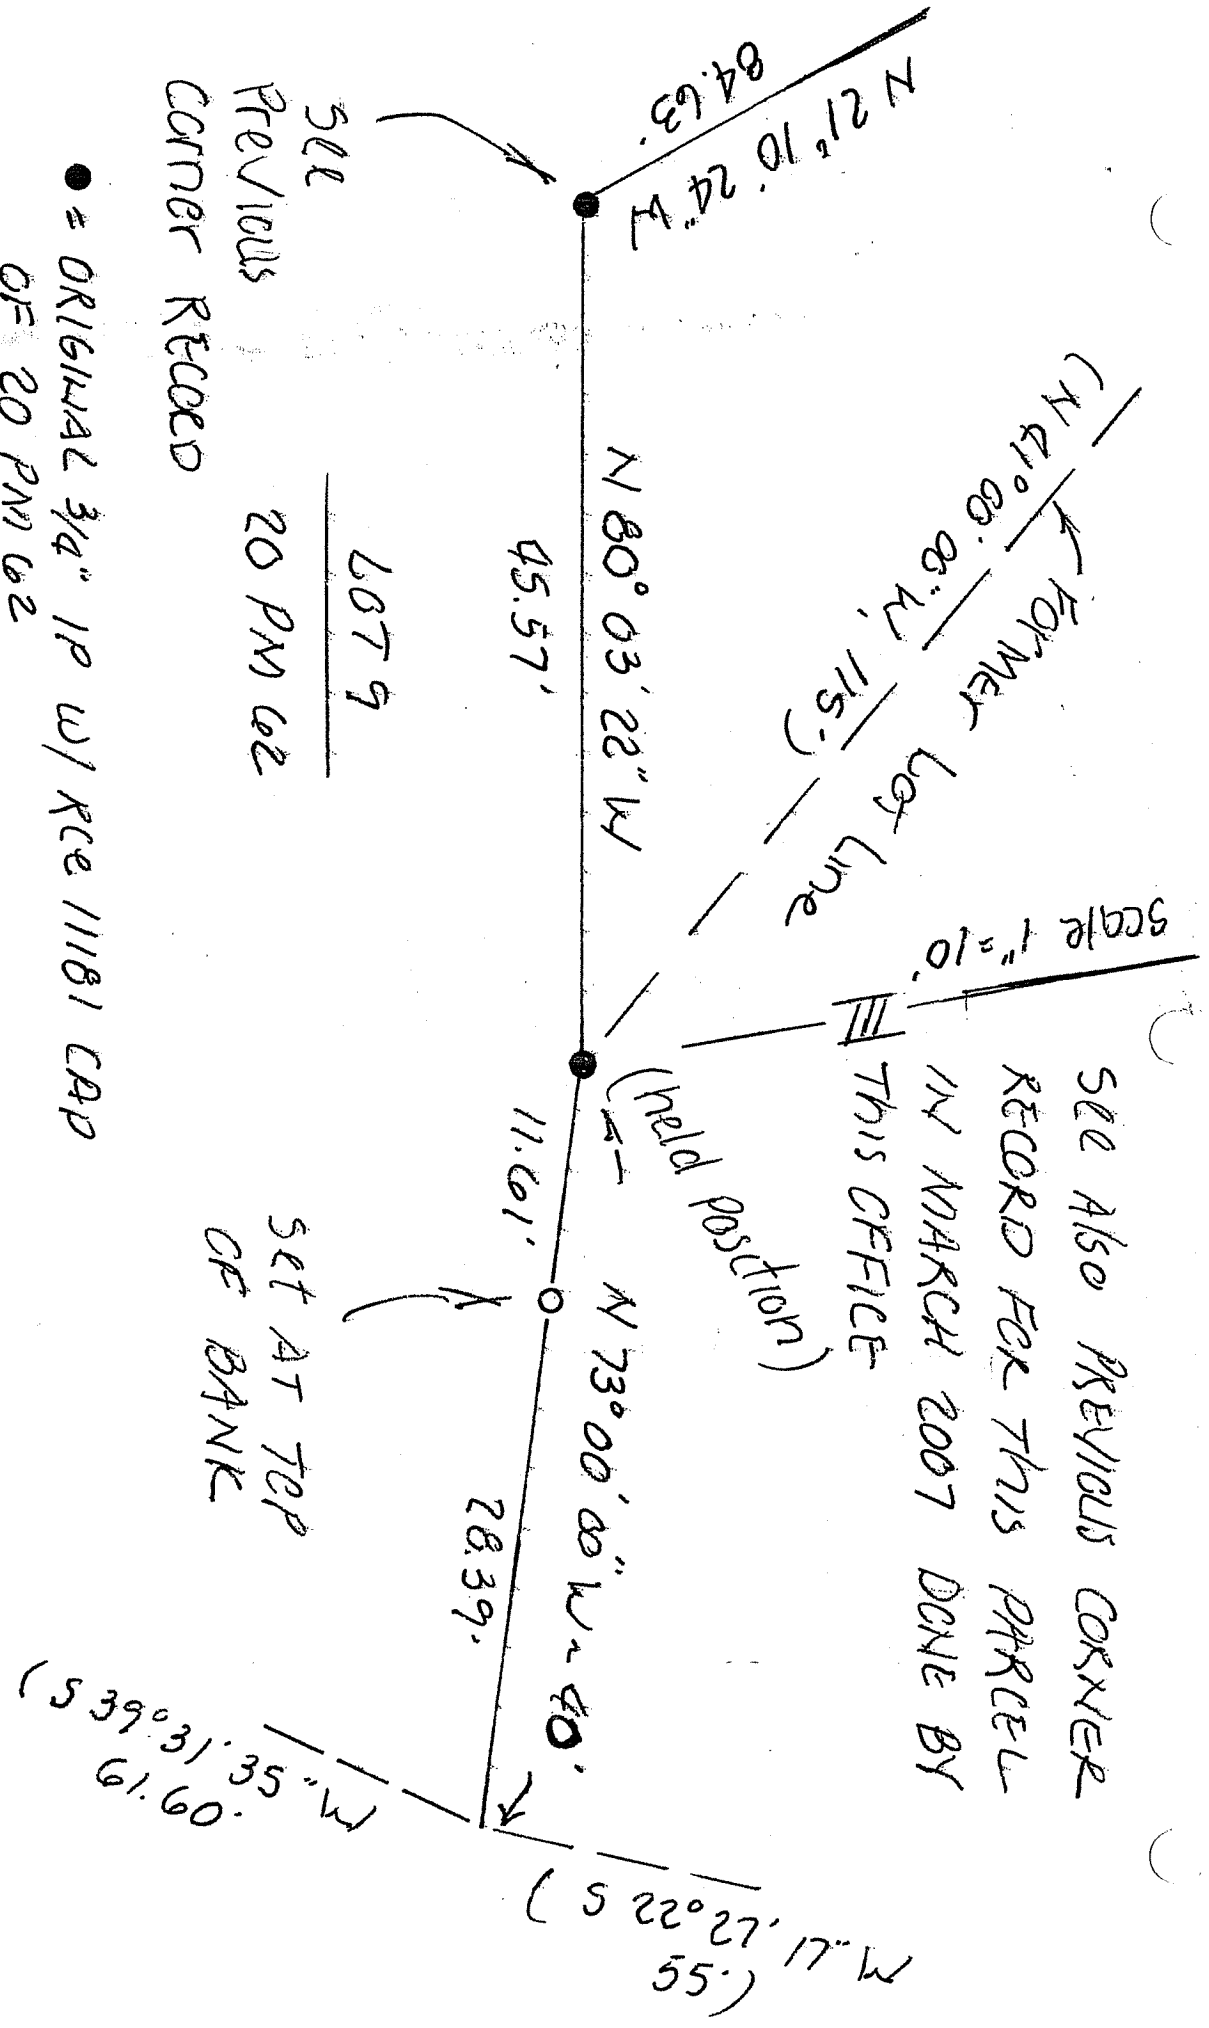 SEE Also PREVIOUS CORNER
RECORD FOR THIS PARCEL
IN MARCH 2007 DONE BY
THIS OFFICE
scale 1"=10'
(N 41° 00' 00" W, 115')
Former Lot Line
N 21° 10' 24" W
84.63'
N 80° 03' 22" W
45.57'
(held position)
N 73° 00' 00" W ~ 40'
11.61'
28.39'
(S 22° 27' 17" W
55')
(S 39° 31' 35" W
61.60'
See
Previous
Corner RECORD
LOT 9
20 PM 62
Set AT TOP
OF BANK
● = ORIGINAL 3/4" IP W/ RCE 11181 CAP
OF 20 PM 62